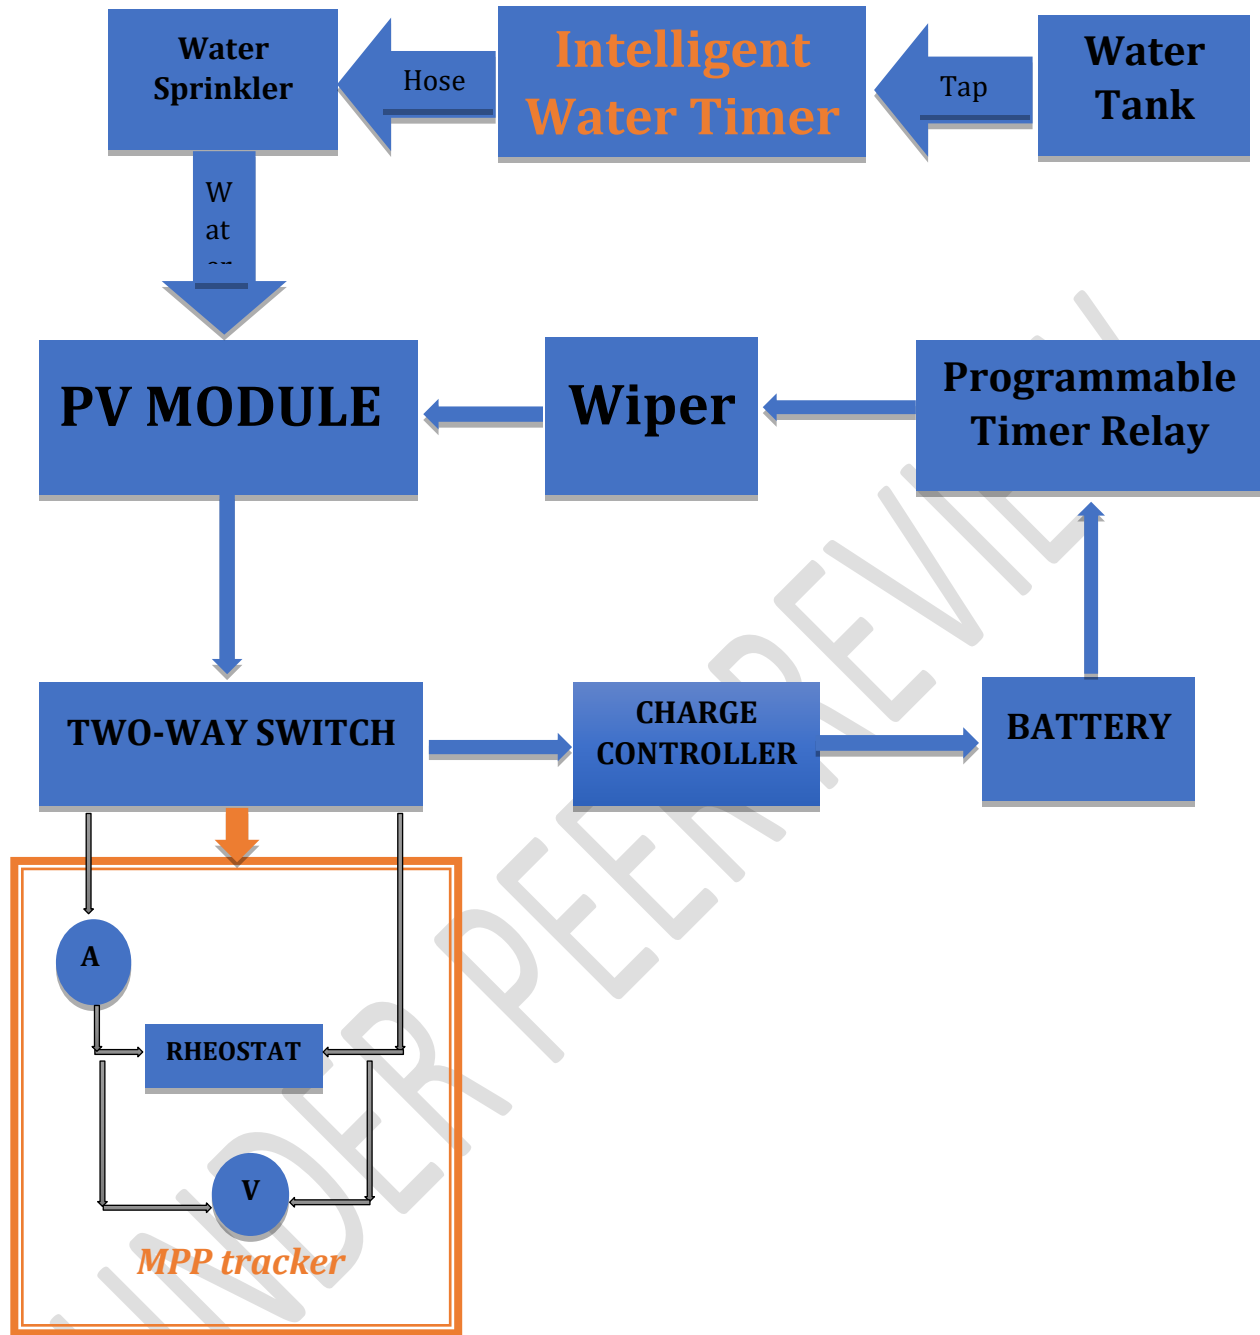 Water
Sprinkler
Hose
Intelligent
Water Timer
Tap
Water
Tank
W
at
er
PV MODULE
Wiper
Programmable
Timer Relay
TWO-WAY SWITCH
CHARGE
CONTROLLER
BATTERY
A
RHEOSTAT
V
MPP tracker
UNDER PEER REVIEW